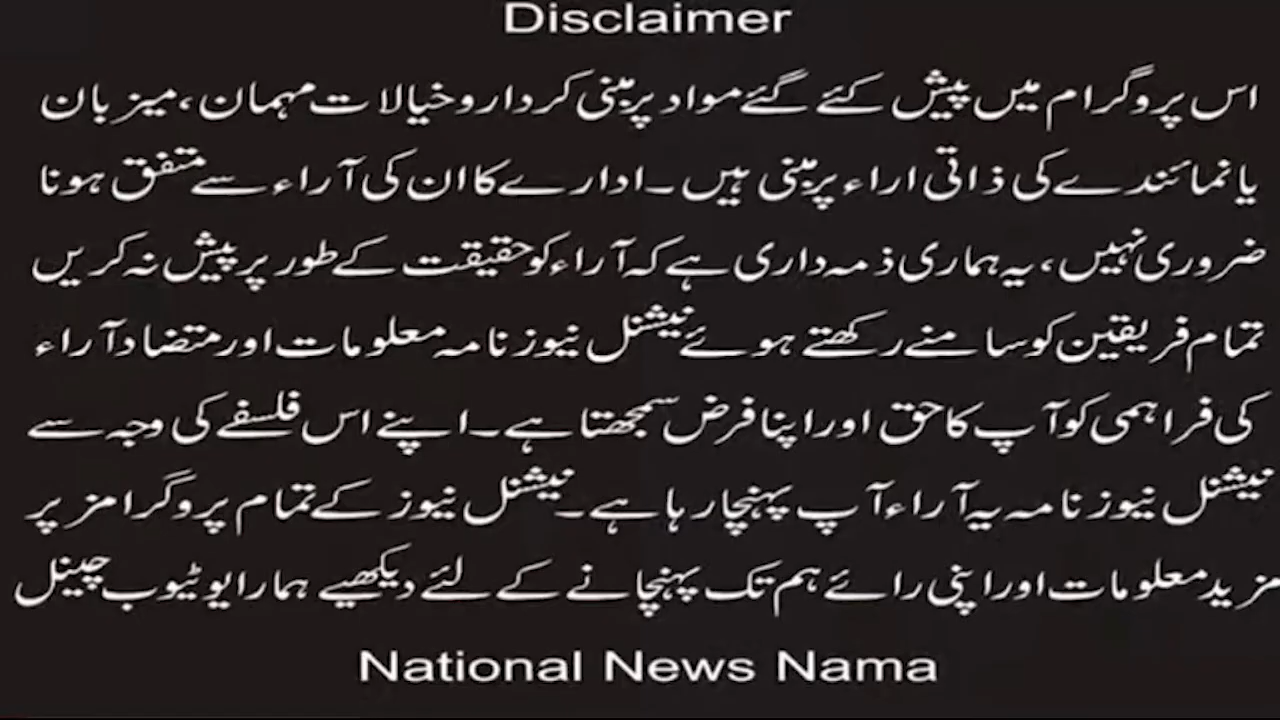 Disclaimer
اس پروگرام میں پیش کئے گئے مواد پر مبنی کردار و خیالات مہمان، میزبان
یا نمائندے کی ذاتی اراء پر مبنی ہیں۔ ادارے کا ان کی آراء سے متفق ہونا
ضروری نہیں، یہ ہماری ذمہ داری ہے کہ آراء کو حقیقت کے طور پر پیش نہ کریں
تمام فریقین کو سامنے رکھتے ہوئے نیشنل نیوز نامہ معلومات اور متضاد آراء
کی فراہمی کو آپ کا حق اور اپنا فرض سمجھتا ہے۔ اپنے اس فلسفے کی وجہ سے
نیشنل نیوز نامہ یہ آراء آپ پہنچا رہا ہے۔ نیشنل نیوز کے تمام پروگرامز پر
مزید معلومات اور اپنی رائے ہم تک پہنچانے کے لئے دیکھیے ہمارا یوٹیوب چینل
National News Nama